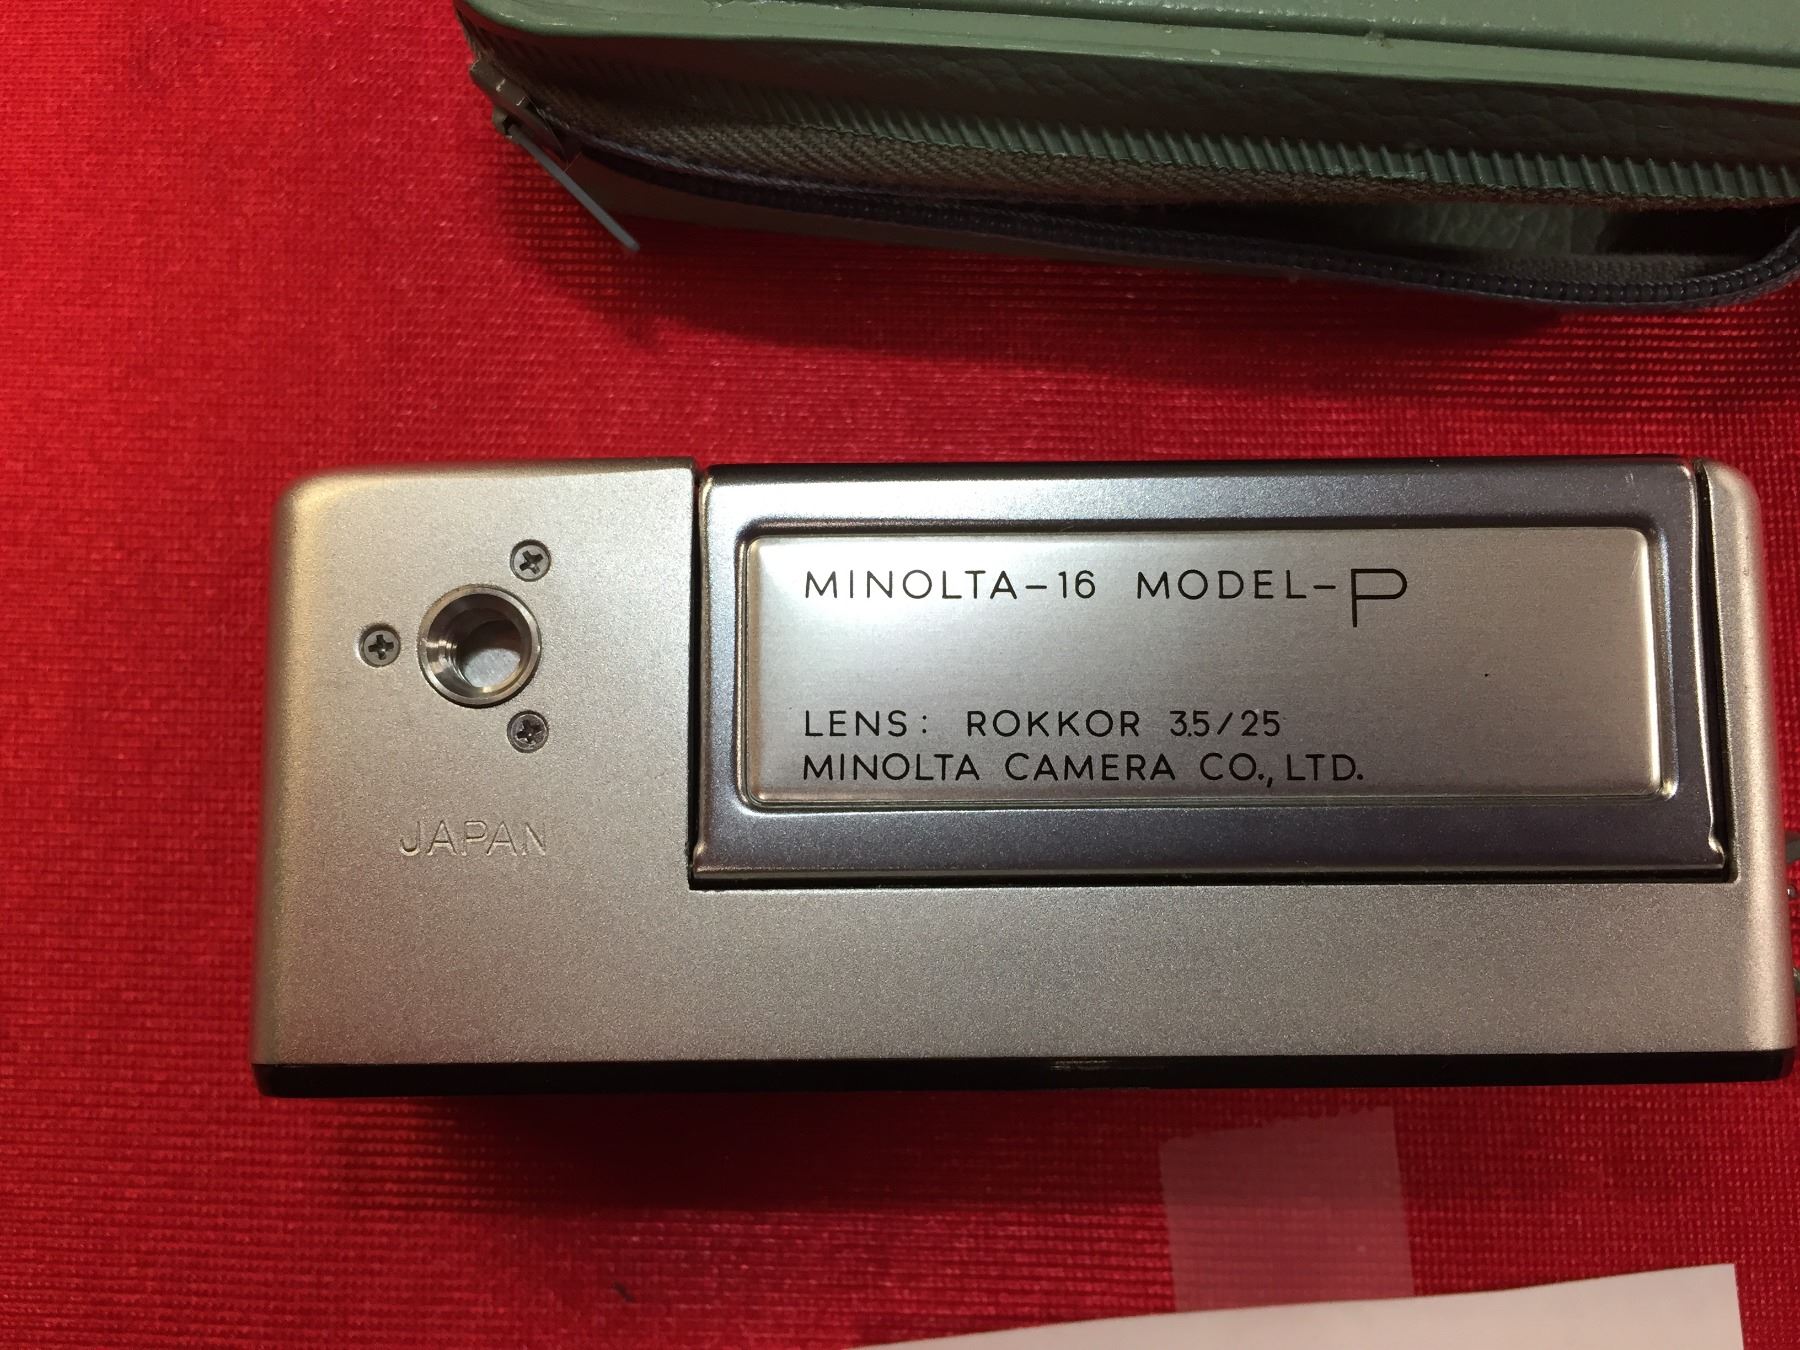 MINOLTA-16 MODEL-P
LENS: ROKKOR 3.5/25
MINOLTA CAMERA CO., LTD.
JAPAN